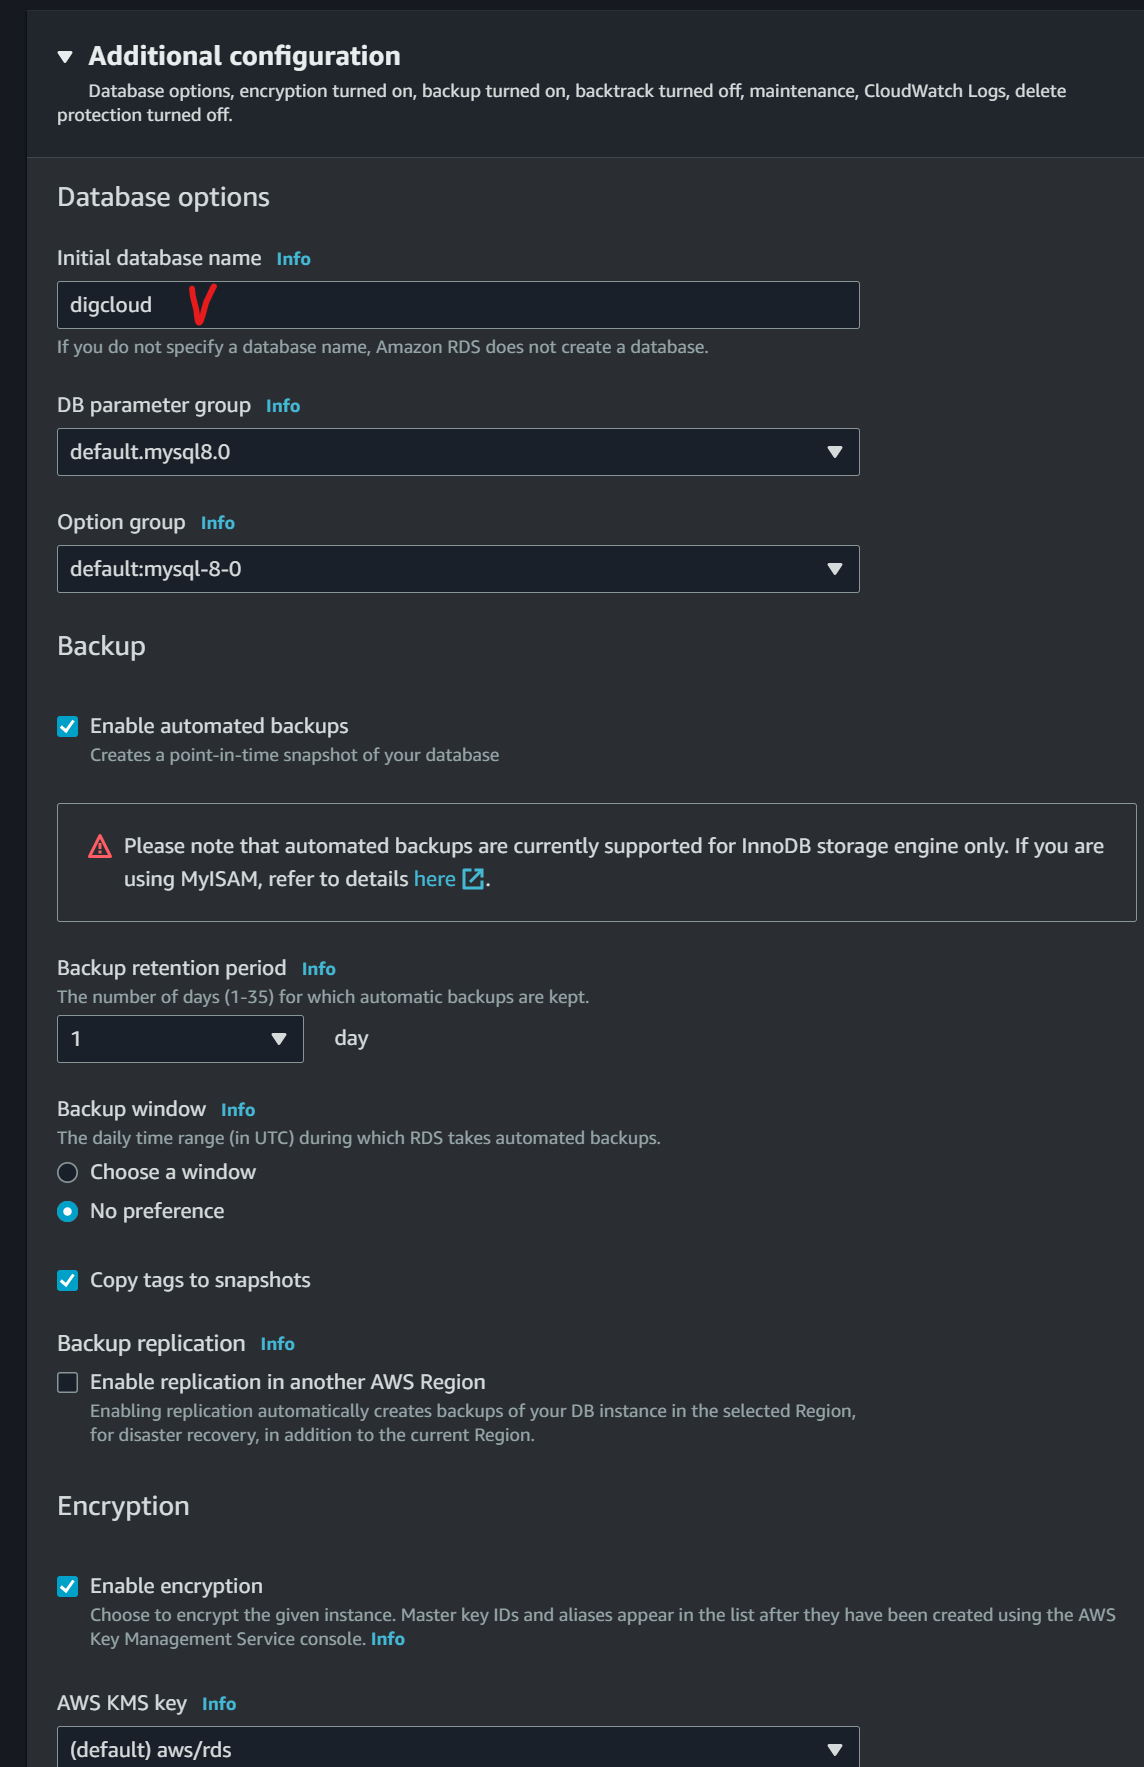 Additional configuration
Database options, encryption turned on, backup turned on, backtrack turned off, maintenance, CloudWatch Logs, delete
protection turned off.
Database options
Initial database name Info
digcloud
If you do not specify a database name, Amazon RDS does not create a database.
DB parameter group Info
default.mysql8.0
Option group Info
default:mysql-8-0
Backup
Enable automated backups
Creates a point-in-time snapshot of your database
Please note that automated backups are currently supported for InnoDB storage engine only. If you are
using MyISAM, refer to details here.
Backup retention period Info
The number of days (1-35) for which automatic backups are kept.
1 day
Backup window Info
The daily time range (in UTC) during which RDS takes automated backups.
Choose a window
No preference
Copy tags to snapshots
Backup replication Info
Enable replication in another AWS Region
Enabling replication automatically creates backups of your DB instance in the selected Region,
for disaster recovery, in addition to the current Region.
Encryption
Enable encryption
Choose to encrypt the given instance. Master key IDs and aliases appear in the list after they have been created using the AWS
Key Management Service console. Info
AWS KMS key Info
(default) aws/rds